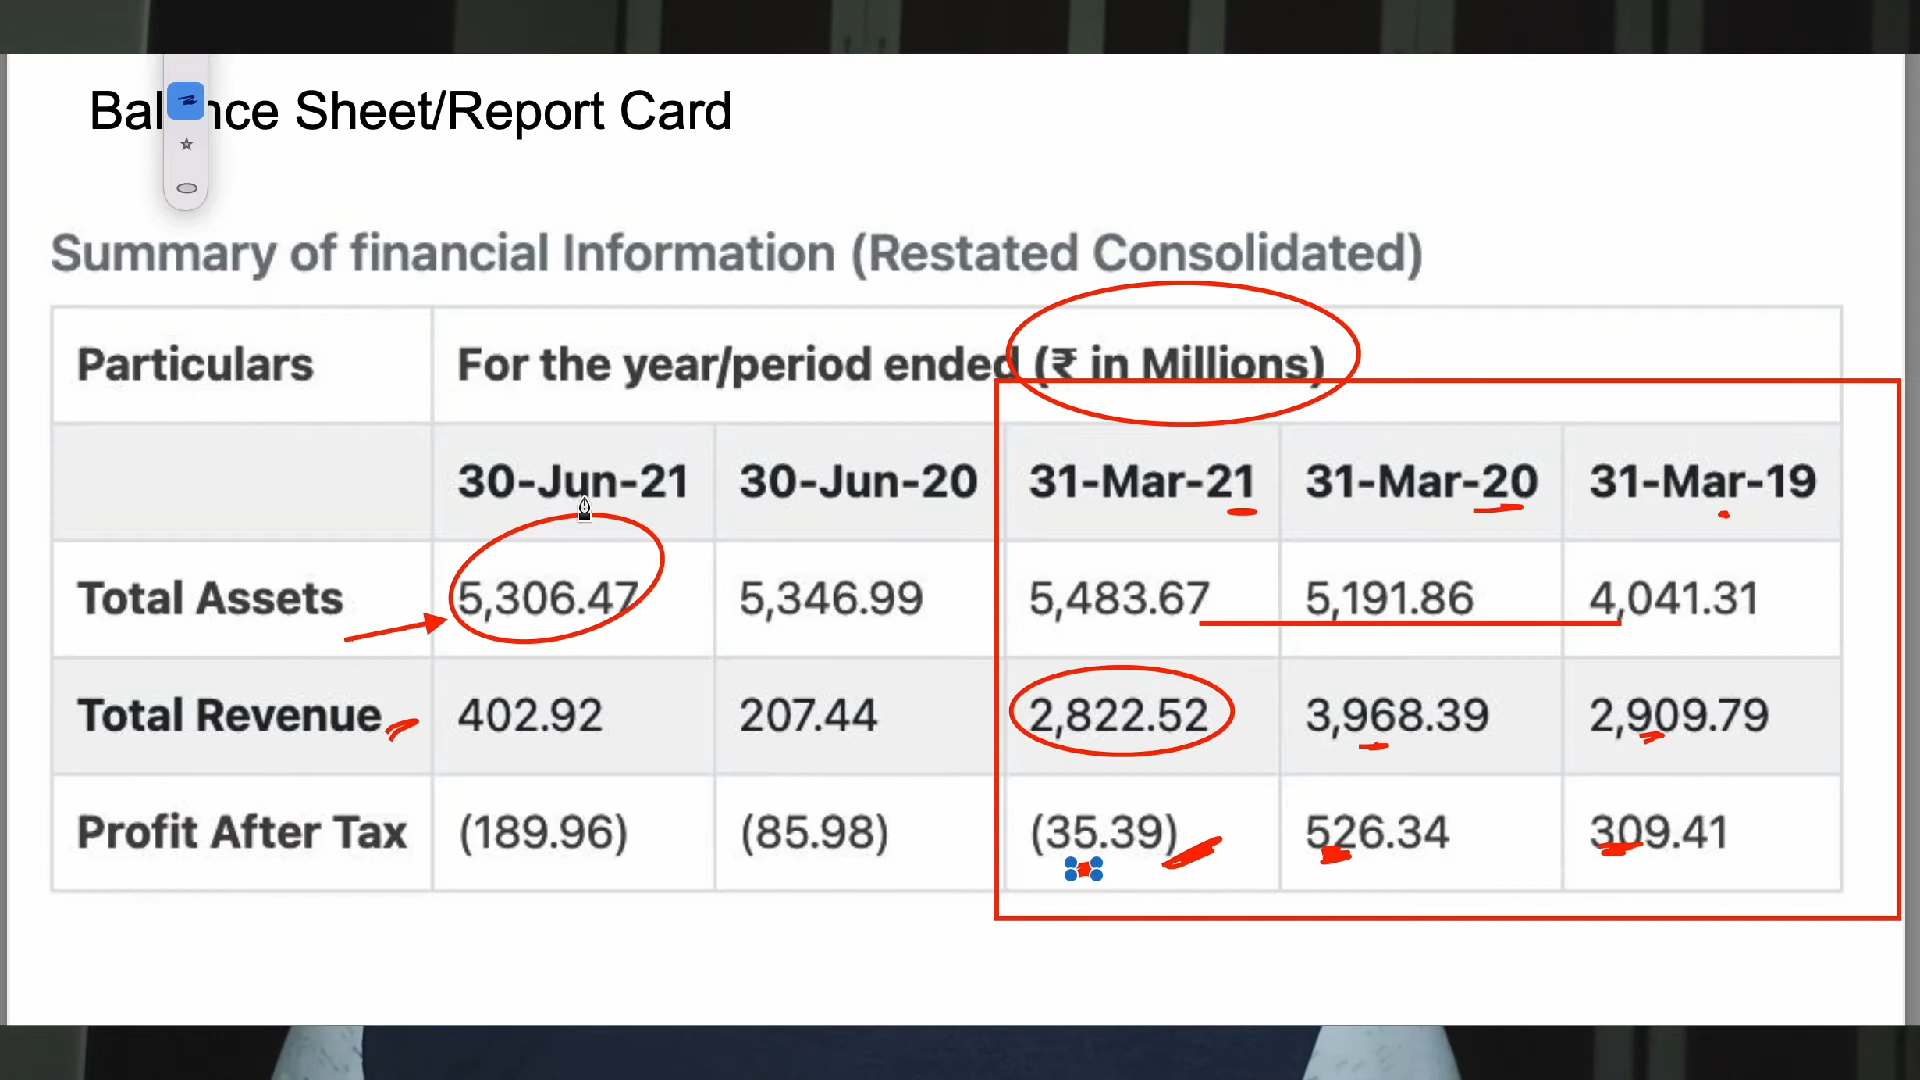 Balance Sheet/Report Card
Summary of financial Information (Restated Consolidated)
Particulars For the year/period ended (₹ in Millions)
30-Jun-21 30-Jun-20 31-Mar-21 31-Mar-20 31-Mar-19
Total Assets 5,306.47 5,346.99 5,483.67 5,191.86 4,041.31
Total Revenue 402.92 207.44 2,822.52 3,968.39 2,909.79
Profit After Tax (189.96) (85.98) (35.39) 526.34 309.41